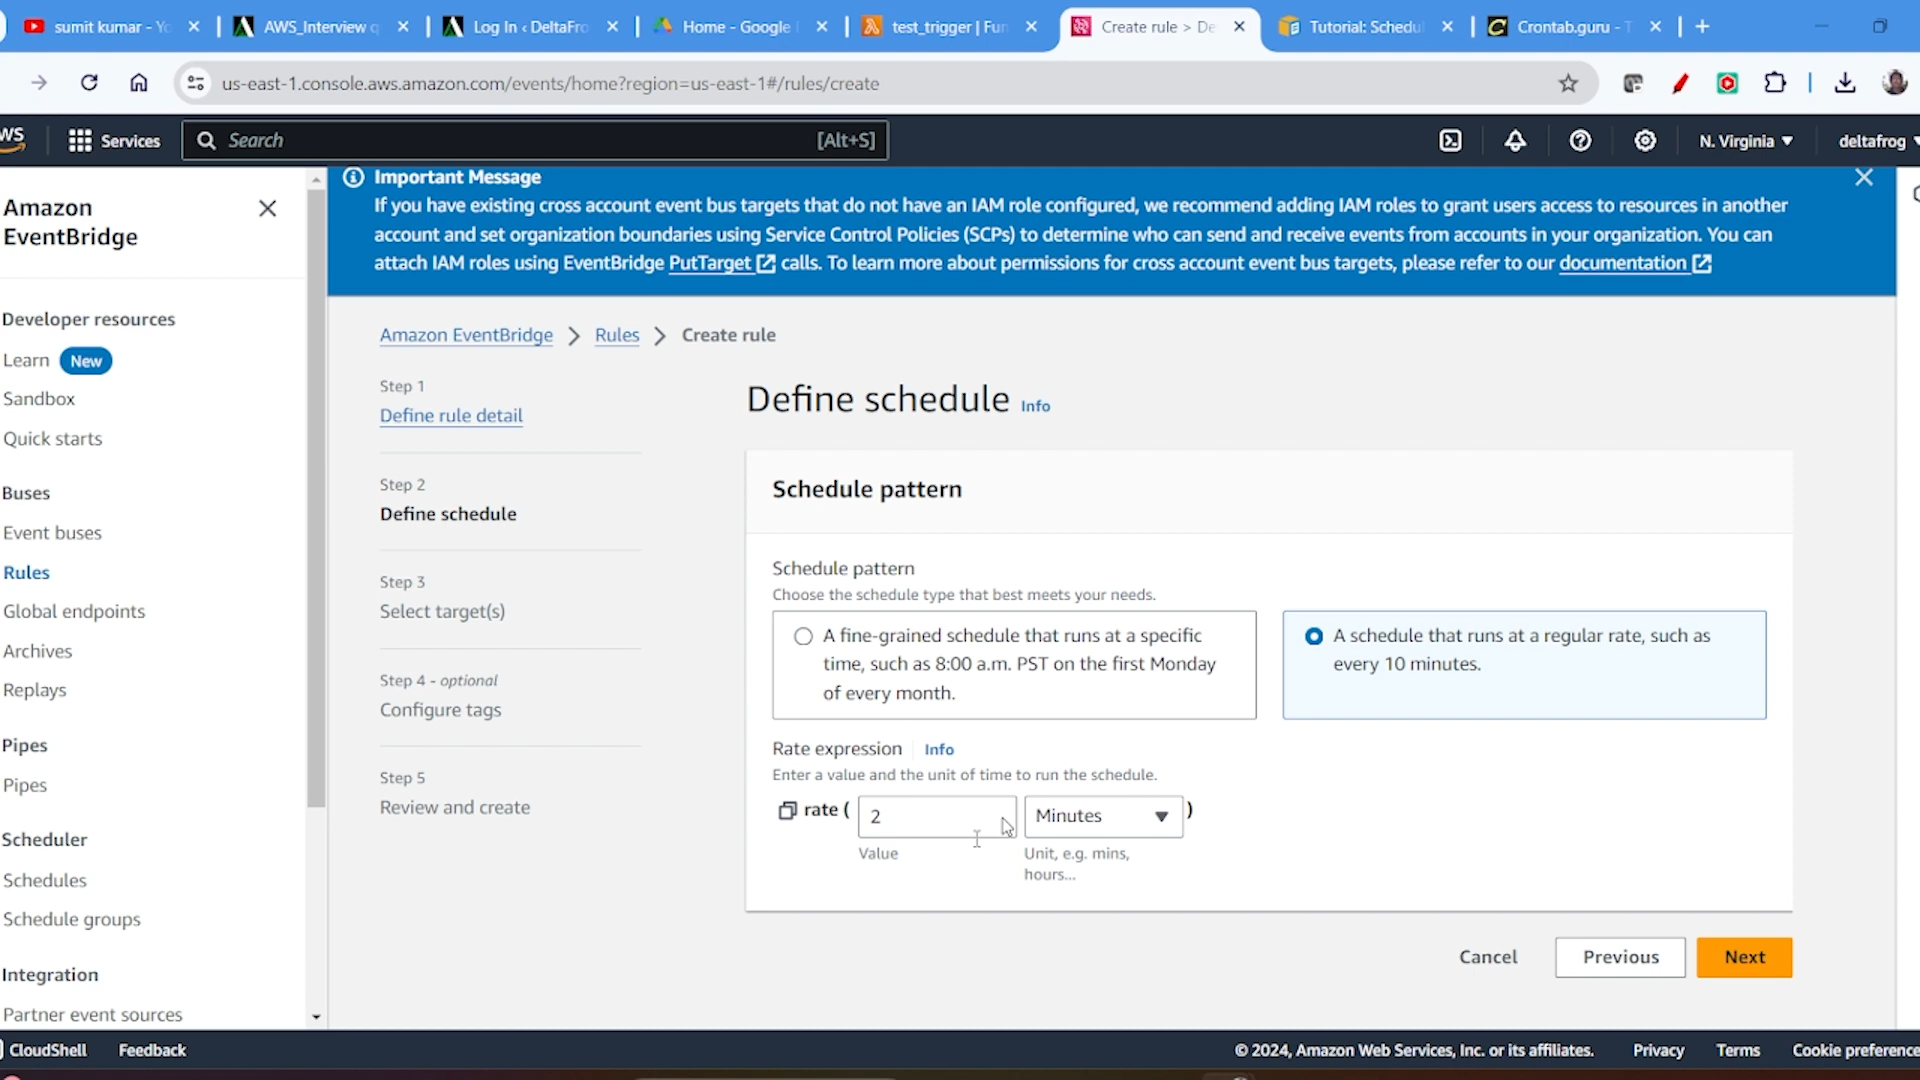 sumit kumar - Yo
AWS_Interview q
Log In ‹ DeltaFro
Home - Google
test_trigger | Fun
Create rule > De
Tutorial: Schedul
Crontab.guru - T
us-east-1.console.aws.amazon.com/events/home?region=us-east-1#/rules/create
Services
Search
[Alt+S]
N. Virginia
deltafrog
Amazon
EventBridge
Developer resources
Learn New
Sandbox
Quick starts
Buses
Event buses
Rules
Global endpoints
Archives
Replays
Pipes
Pipes
Scheduler
Schedules
Schedule groups
Integration
Partner event sources
Important Message
If you have existing cross account event bus targets that do not have an IAM role configured, we recommend adding IAM roles to grant users access to resources in another
account and set organization boundaries using Service Control Policies (SCPs) to determine who can send and receive events from accounts in your organization. You can
attach IAM roles using EventBridge PutTarget calls. To learn more about permissions for cross account event bus targets, please refer to our documentation
Amazon EventBridge
Rules
Create rule
Step 1
Define rule detail
Step 2
Define schedule
Step 3
Select target(s)
Step 4 - optional
Configure tags
Step 5
Review and create
Define schedule Info
Schedule pattern
Schedule pattern
Choose the schedule type that best meets your needs.
A fine-grained schedule that runs at a specific
time, such as 8:00 a.m. PST on the first Monday
of every month.
A schedule that runs at a regular rate, such as
every 10 minutes.
Rate expression Info
Enter a value and the unit of time to run the schedule.
rate ( 2 Minutes )
Value
Unit, e.g. mins,
hours...
Cancel
Previous
Next
CloudShell
Feedback
© 2024, Amazon Web Services, Inc. or its affiliates.
Privacy
Terms
Cookie preference